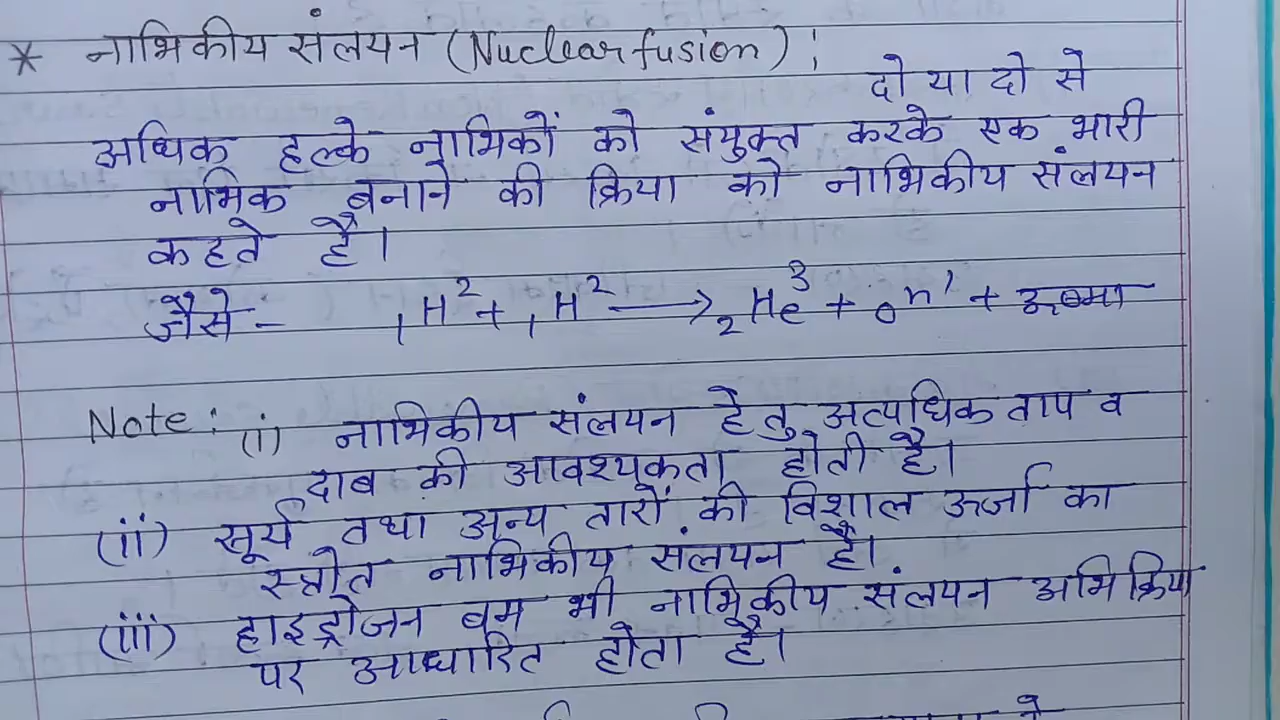 * नाभिकीय संलयन (Nuclear fusion) :
दो या दो से
अधिक हल्के नाभिकों को संयुक्त करके एक भारी
नाभिक बनाने की क्रिया को नाभिकीय संलयन
कहते है।
जैसे - ₁H² + ₁H² ⟶ ₂He³ + ₀n¹ + ऊष्मा
Note : (i) नाभिकीय संलयन हेतु अत्यधिक ताप व
दाब की आवश्यकता होती है।
(ii) सूर्य तथा अन्य तारों की विशाल ऊर्जा का
स्त्रोत नाभिकीय संलयन है।
(iii) हाइड्रोजन बम भी नाभिकीय संलयन अभिक्रिया
पर आधारित होता है।